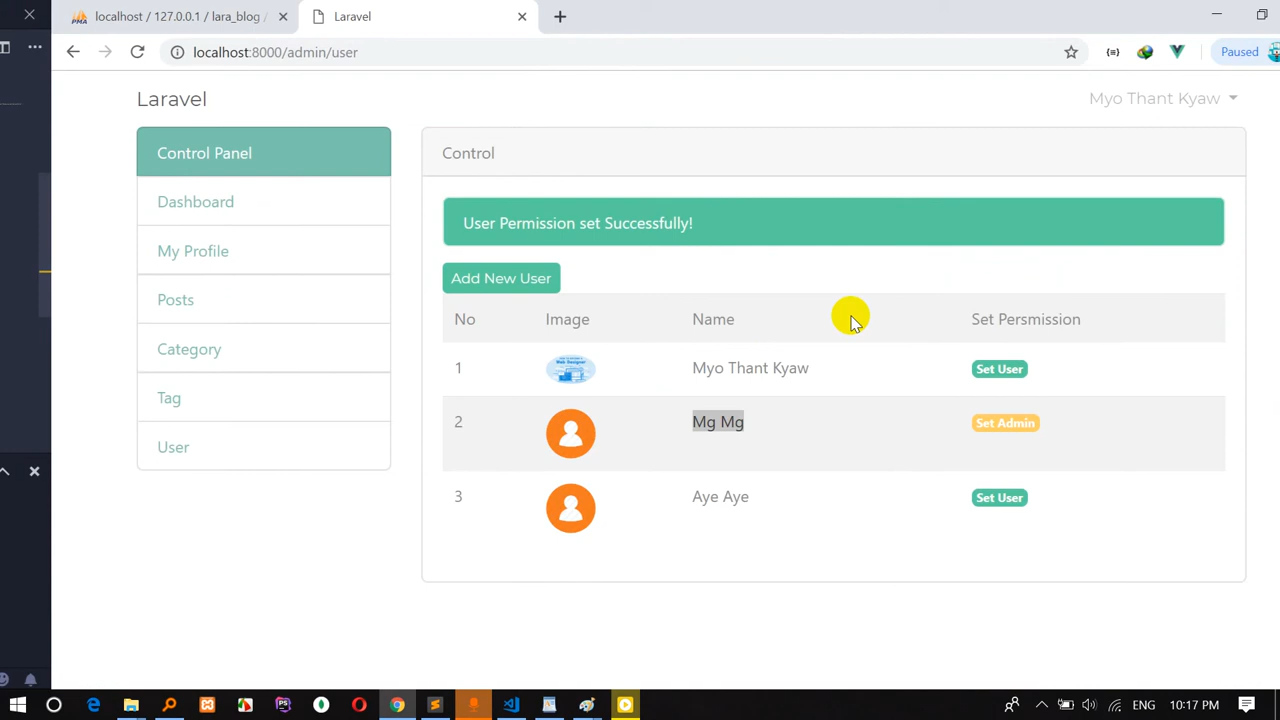 localhost / 127.0.0.1 / lara_blog /
Laravel
localhost:8000/admin/user
Paused
Laravel
Myo Thant Kyaw
Control Panel
Dashboard
My Profile
Posts
Category
Tag
User
Control
User Permission set Successfully!
Add New User
No Image Name Set Persmission
1 Myo Thant Kyaw Set User
2 Mg Mg Set Admin
3 Aye Aye Set User
ENG 10:17 PM